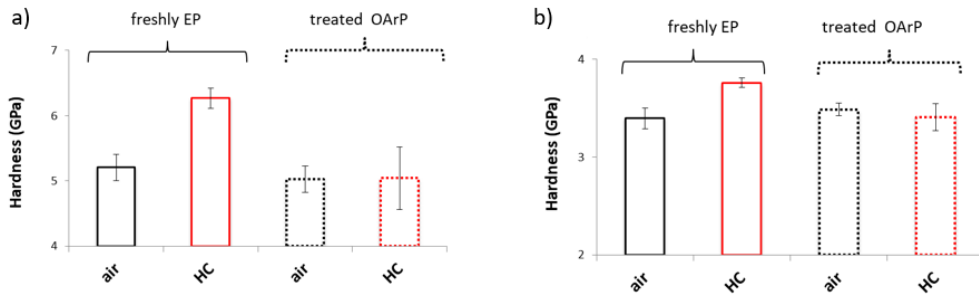 a)
freshly EP
treated OArP
Hardness (GPa)
7
6
5
4
air
HC
air
HC
b)
freshly EP
treated OArP
Hardness (GPa)
4
3
2
air
HC
air
HC